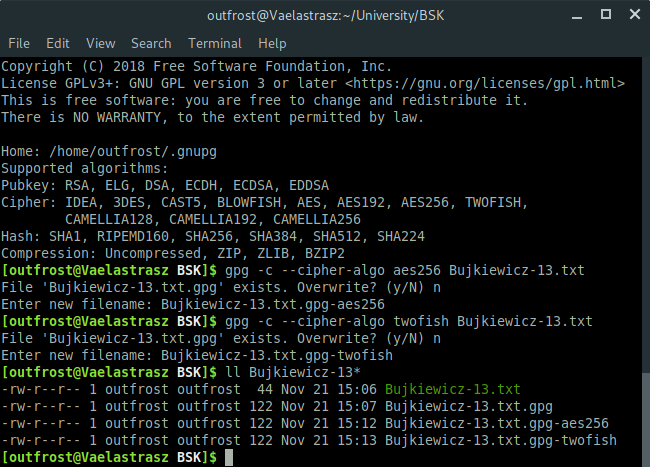 outfrost@Vaelastrasz:~/University/BSK
File Edit View Search Terminal Help
Copyright (C) 2018 Free Software Foundation, Inc.
License GPLv3+: GNU GPL version 3 or later <https://gnu.org/licenses/gpl.html>
This is free software: you are free to change and redistribute it.
There is NO WARRANTY, to the extent permitted by law.

Home: /home/outfrost/.gnupg
Supported algorithms:
Pubkey: RSA, ELG, DSA, ECDH, ECDSA, EDDSA
Cipher: IDEA, 3DES, CAST5, BLOWFISH, AES, AES192, AES256, TWOFISH,
        CAMELLIA128, CAMELLIA192, CAMELLIA256
Hash: SHA1, RIPEMD160, SHA256, SHA384, SHA512, SHA224
Compression: Uncompressed, ZIP, ZLIB, BZIP2
[outfrost@Vaelastrasz BSK]$ gpg -c --cipher-algo aes256 Bujkiewicz-13.txt
File 'Bujkiewicz-13.txt.gpg' exists. Overwrite? (y/N) n
Enter new filename: Bujkiewicz-13.txt.gpg-aes256
[outfrost@Vaelastrasz BSK]$ gpg -c --cipher-algo twofish Bujkiewicz-13.txt
File 'Bujkiewicz-13.txt.gpg' exists. Overwrite? (y/N) n
Enter new filename: Bujkiewicz-13.txt.gpg-twofish
[outfrost@Vaelastrasz BSK]$ ll Bujkiewicz-13*
-rw-r--r-- 1 outfrost outfrost  44 Nov 21 15:06 Bujkiewicz-13.txt
-rw-r--r-- 1 outfrost outfrost 122 Nov 21 15:07 Bujkiewicz-13.txt.gpg
-rw-r--r-- 1 outfrost outfrost 122 Nov 21 15:12 Bujkiewicz-13.txt.gpg-aes256
-rw-r--r-- 1 outfrost outfrost 122 Nov 21 15:13 Bujkiewicz-13.txt.gpg-twofish
[outfrost@Vaelastrasz BSK]$